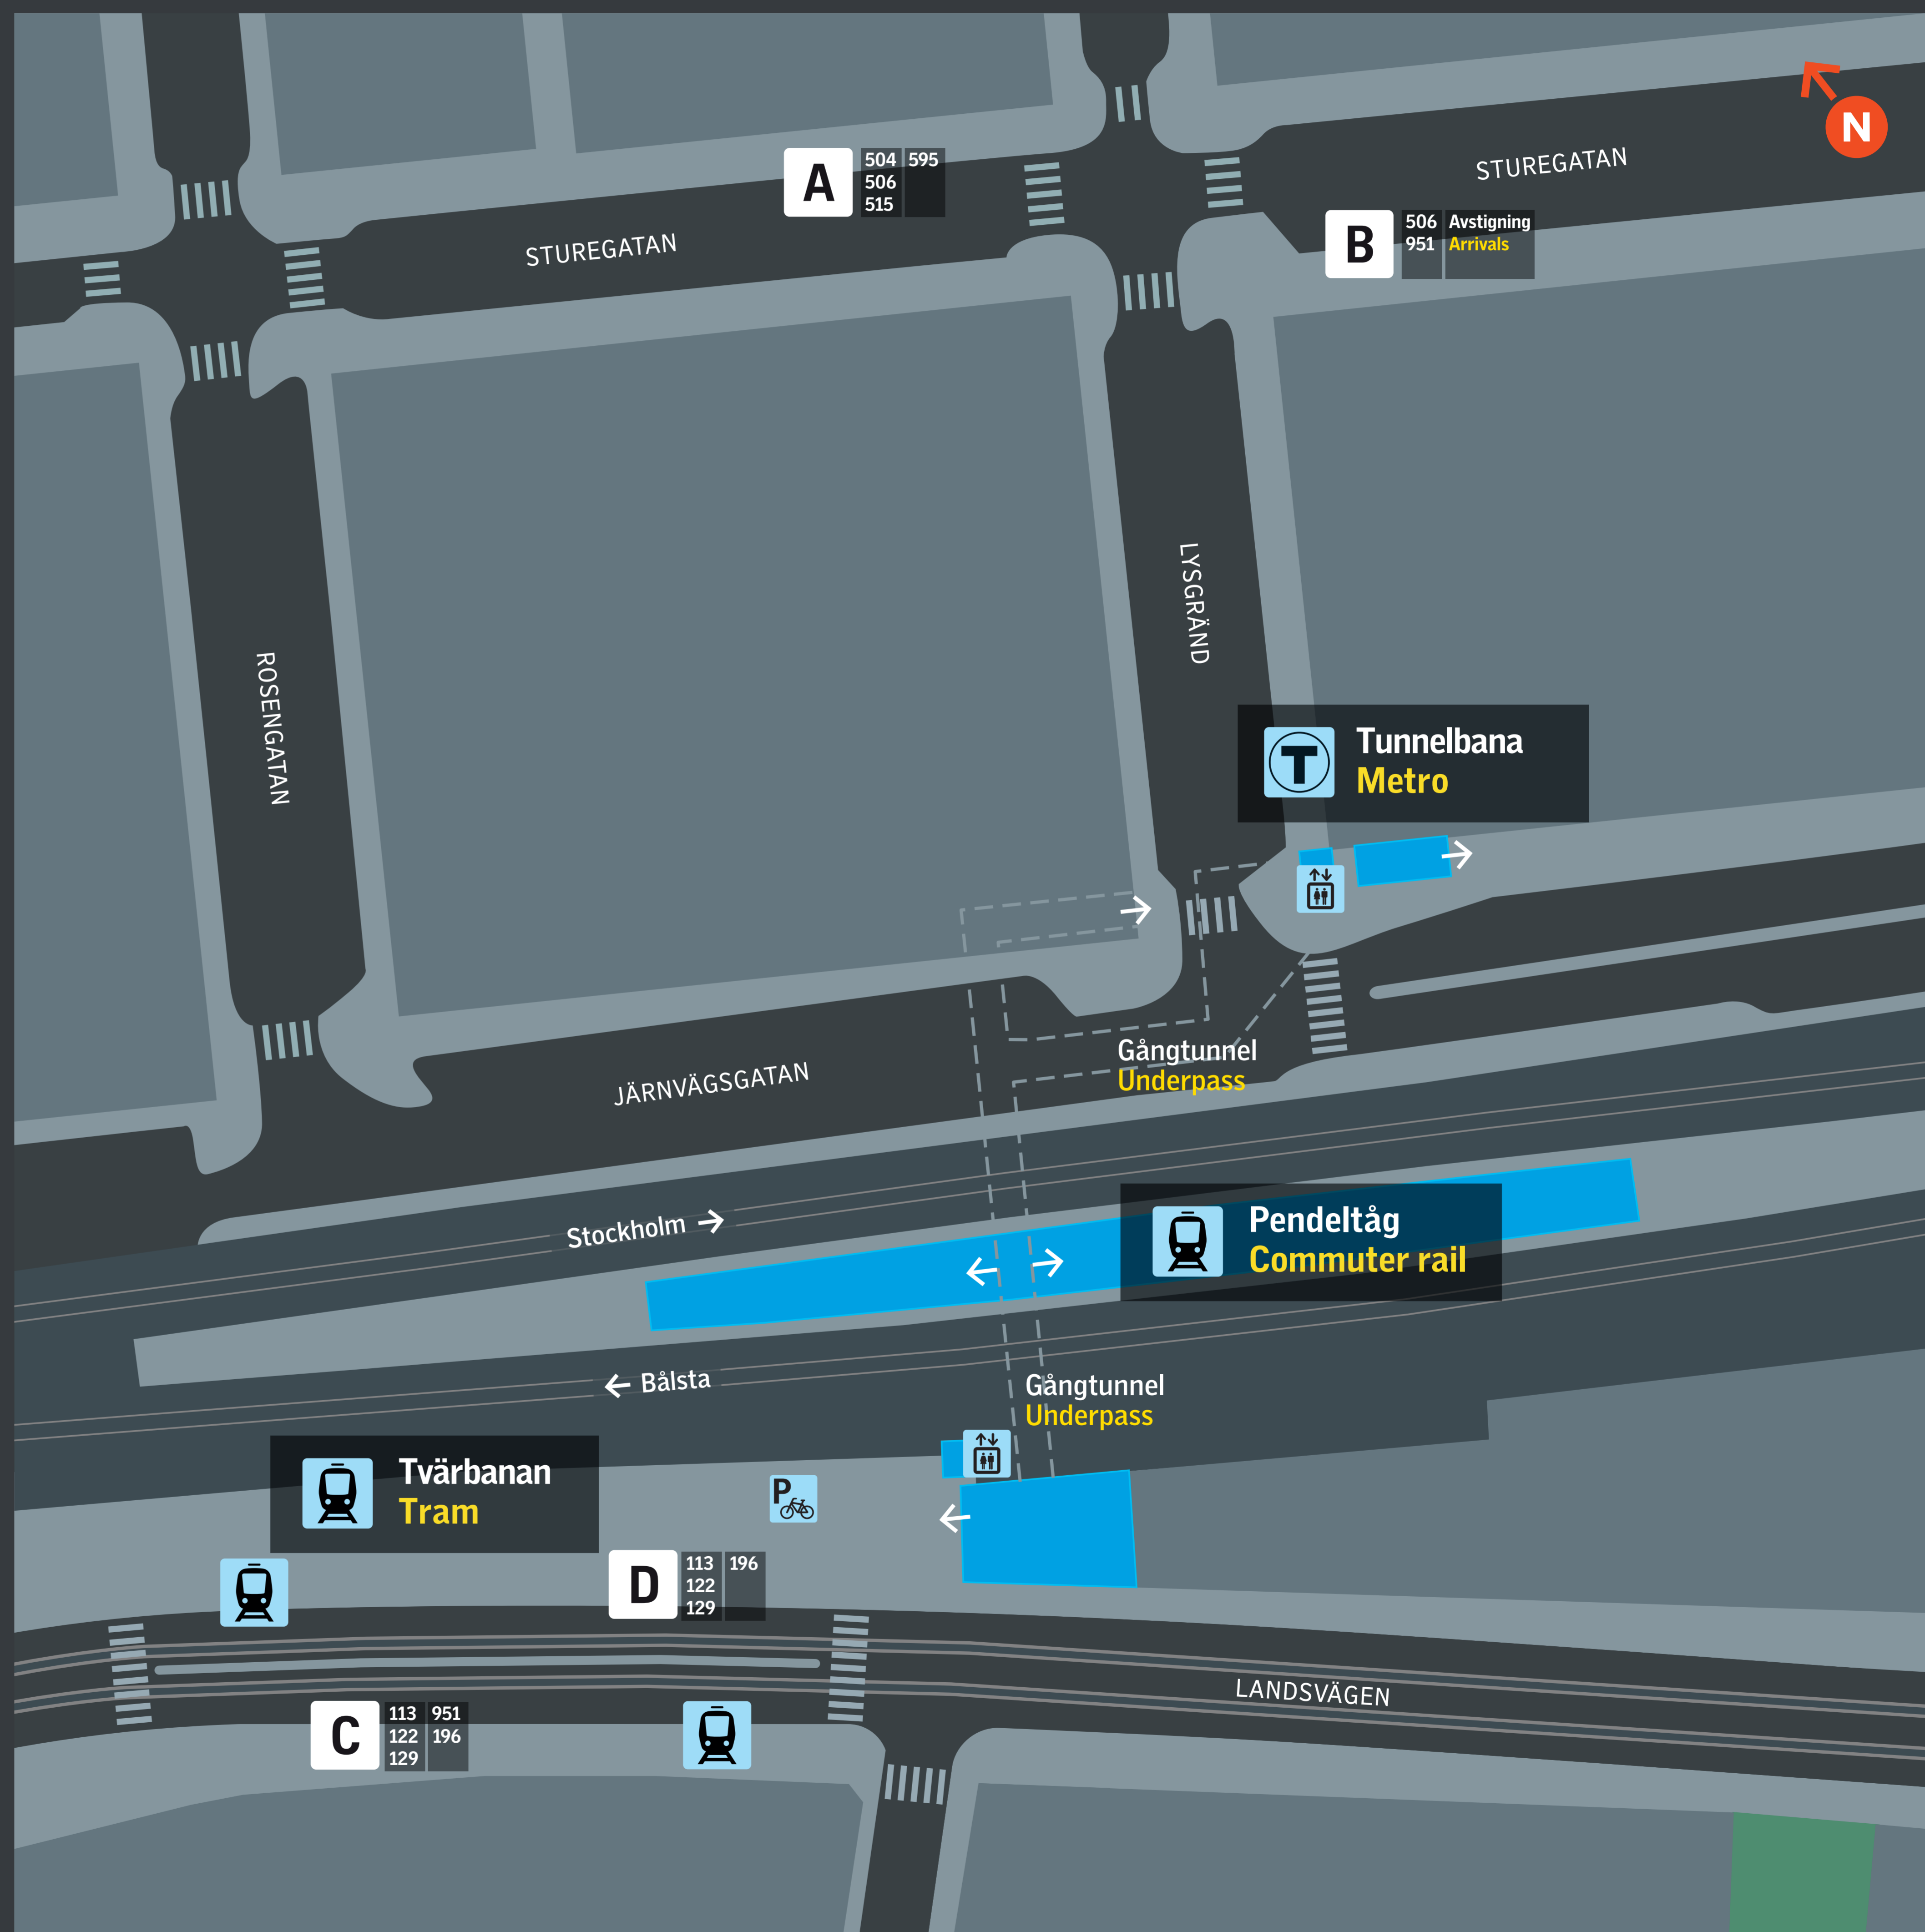 N
STUREGATAN
A
504 595
506
515
B
506 Avstigning
951 Arrivals
STUREGATAN
LYSGRÄND
ROSENGATAN
T
Tunnelbana
Metro
Gångtunnel
Underpass
JÄRNVÄGSGATAN
Stockholm
Pendeltåg
Commuter rail
Bålsta
Gångtunnel
Underpass
Tvärbanan
Tram
P
D
113 196
122
129
LANDSVÄGEN
C
113 951
122 196
129